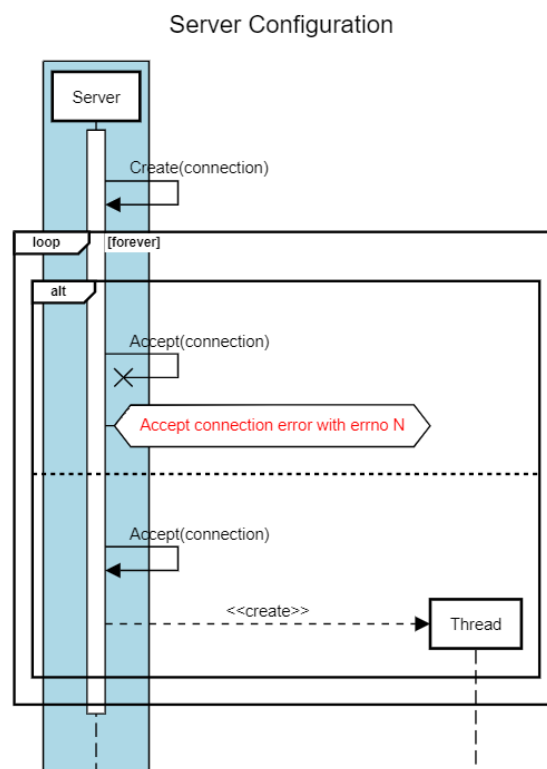 Server Configuration
Server
Create(connection)
loop [forever]
alt
Accept(connection)
Accept connection error with errno N
Accept(connection)
<<create>>
Thread